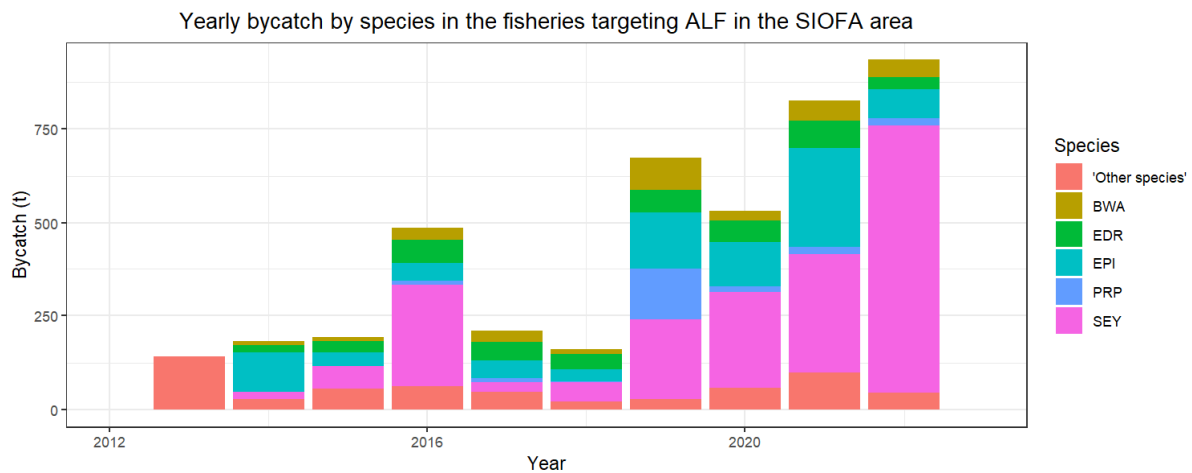 Yearly bycatch by species in the fisheries targeting ALF in the SIOFA area
Bycatch (t)
750
500
250
0
2012
2016
2020
Year
Species
'Other species'
BWA
EDR
EPI
PRP
SEY